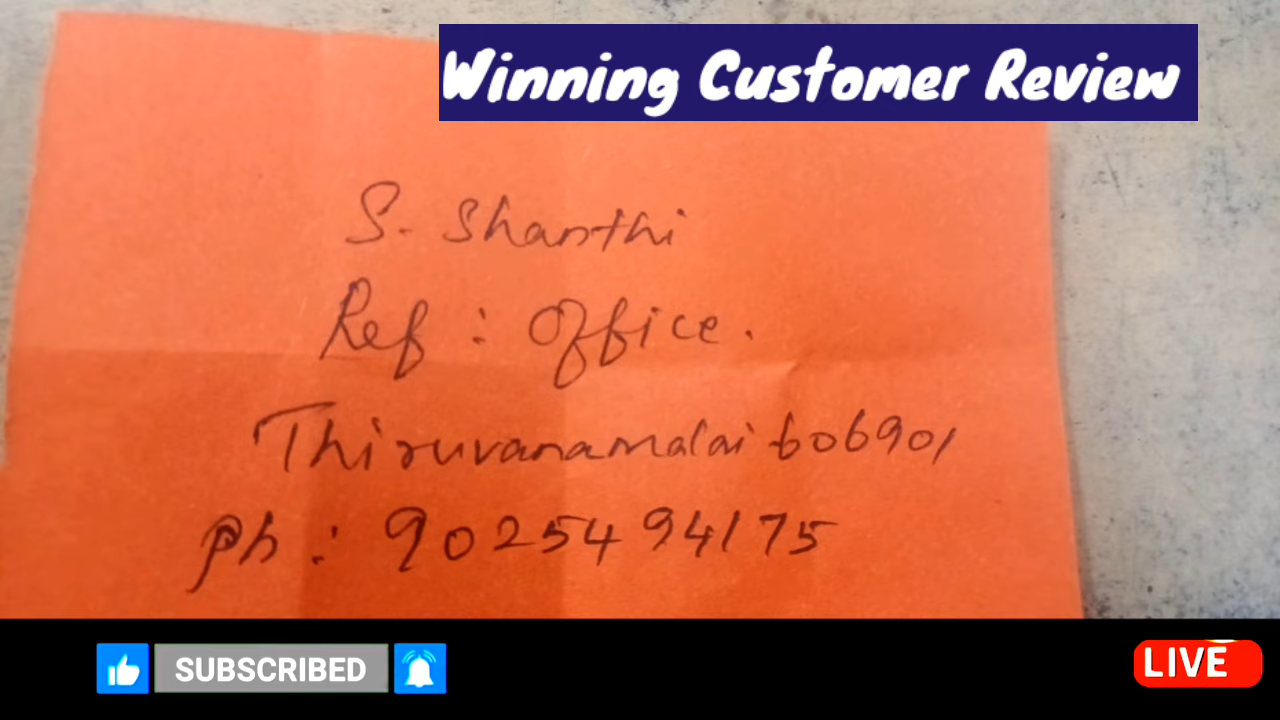 Winning Customer Review
S. Shanthi
Ref : Office.
Thiruvanamalai 606901
Ph : 9025494175
SUBSCRIBED
LIVE